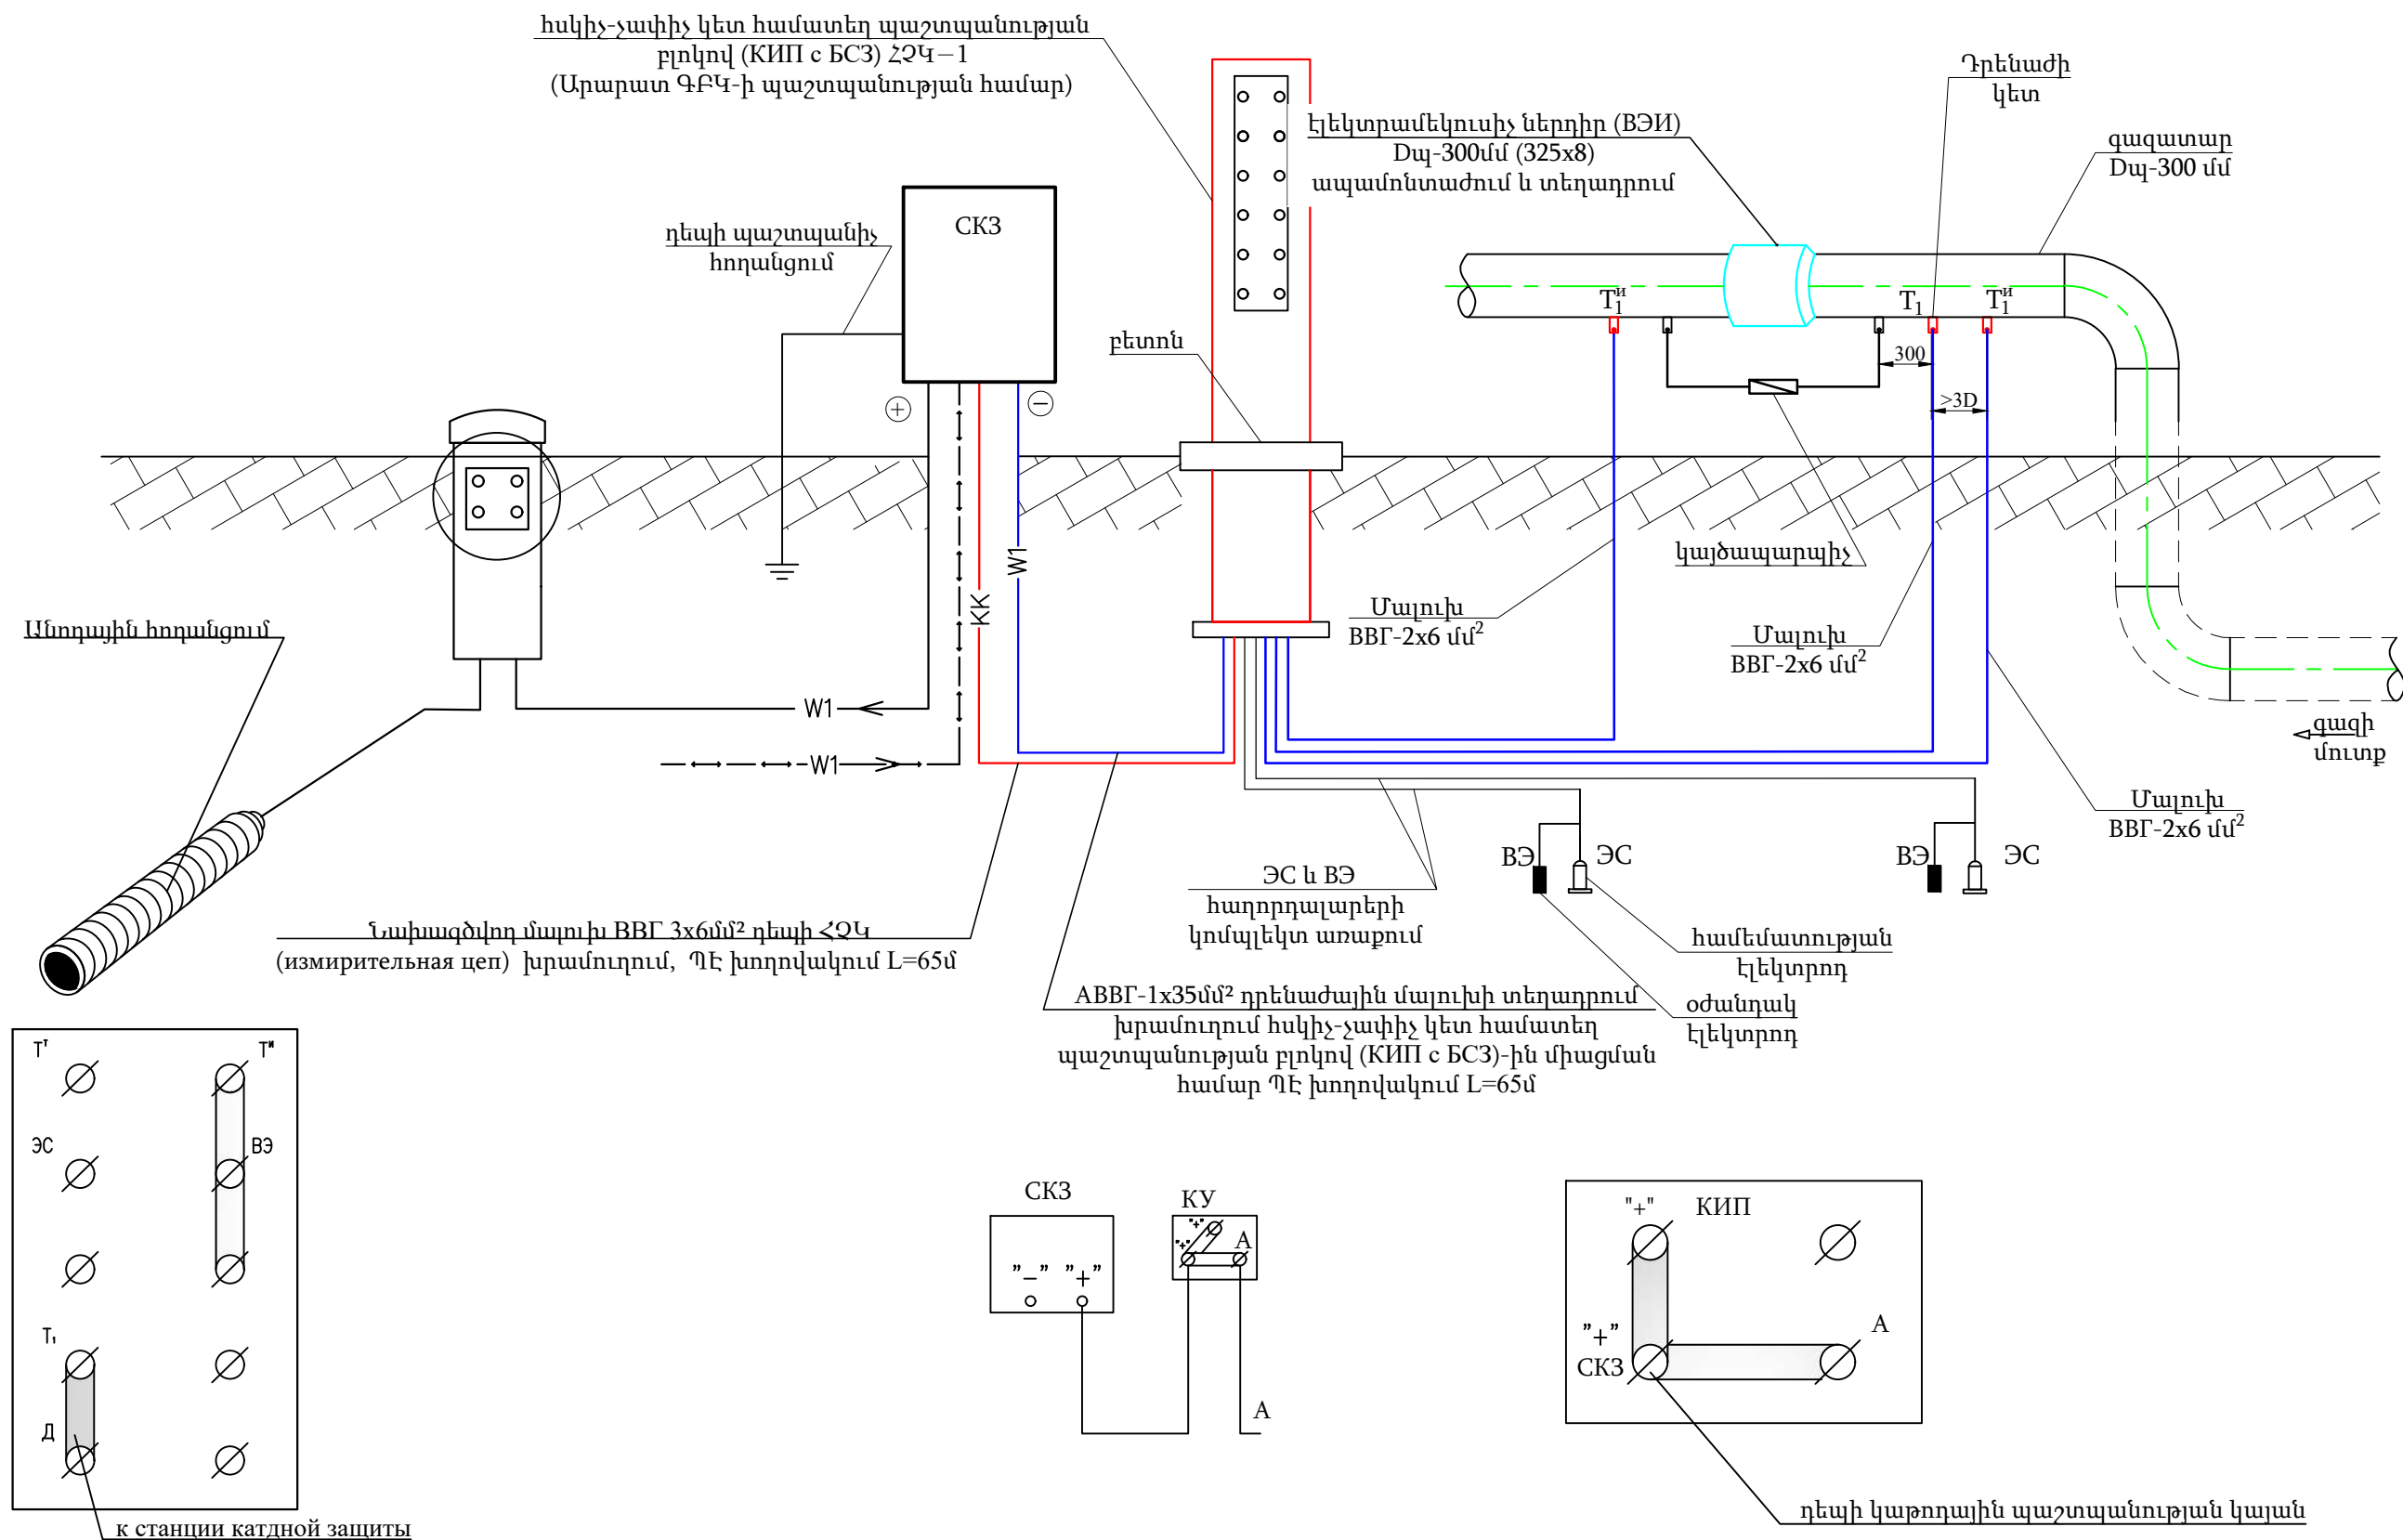 հսկիչ-չափիչ կետ համատեղ պաշտպանության
բլոկով (КИП с БСЗ) ՀՉԿ—1
(Արարատ ԳԲԿ-ի պաշտպանության համար)
Դրենաժի
կետ
էլեկտրամեկուսիչ ներդիր (ВЭИ)
Dպ-300մմ (325x8)
ապամոնտաժում և տեղադրում
գազատար
Dպ-300 մմ
դեպի պաշտպանիչ
հողանցում
СКЗ
+
−
բետոն
T₁ᴵ
T₁
T₁ᴵ
300
>3D
կայծապարպիչ
W1
КК
Անոդային հողանցում
Մալուխ
ВВГ-2x6 մմ²
Մալուխ
ВВГ-2x6 մմ²
W1
W1
գազի
մուտք
Մալուխ
ВВГ-2x6 մմ²
ВЭ
ЭС
ВЭ
ЭС
ЭС և ВЭ
հաղորդալարերի
կոմպլեկտ առաքում
Նախագծվող մալուխ ВВГ 3x6մմ² դեպի ՀՉԿ
(измирительная цеп) խրամուղում, ՊԷ խողովակում L=65մ
համեմատության
էլեկտրոդ
օժանդակ
էլեկտրոդ
АВВГ-1x35մմ² դրենաժային մալուխի տեղադրում
խրամուղում հսկիչ-չափիչ կետ համատեղ
պաշտպանության բլոկով (КИП с БСЗ)-ին միացման
համար ՊԷ խողովակում L=65մ
Tᵀ
Tᴵ
ЭС
ВЭ
T₁
Д
к станции катдной защиты
СКЗ
"−" "+"
КУ
"+"
"+"
A
A
"+" КИП
"+"
СКЗ
A
դեպի կաթոդային պաշտպանության կայան